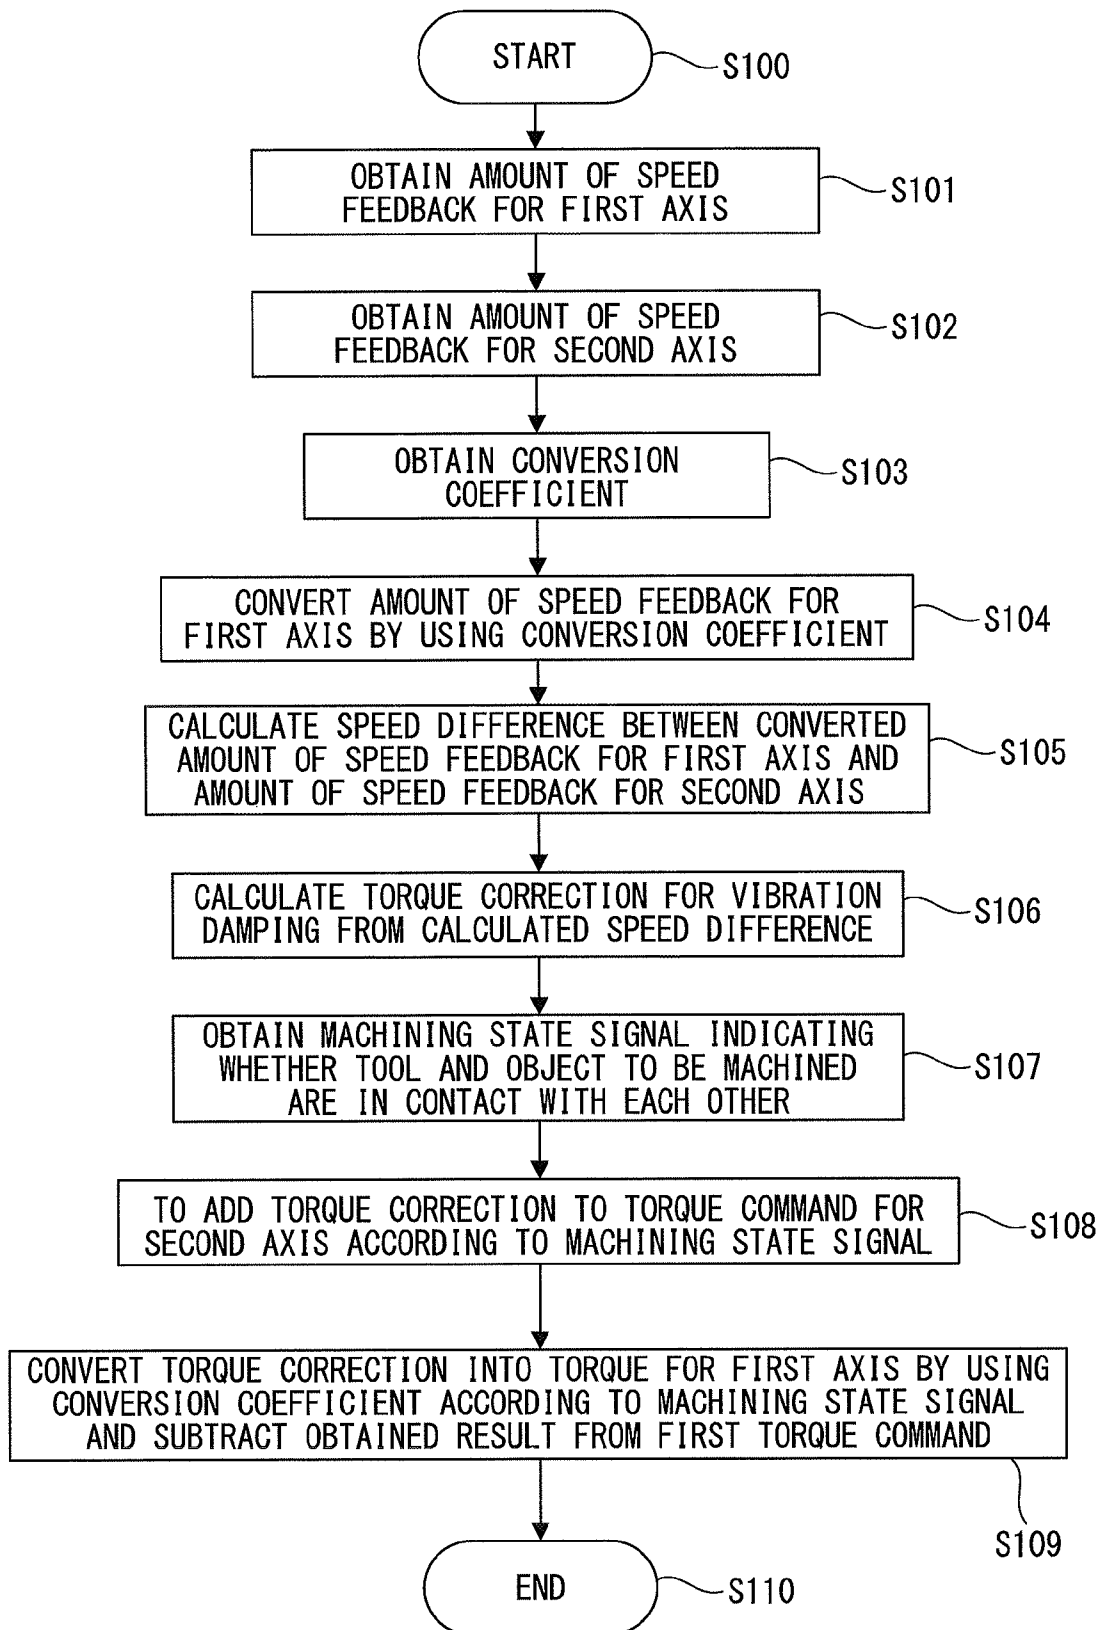 START
S100
OBTAIN AMOUNT OF SPEED
FEEDBACK FOR FIRST AXIS
S101
OBTAIN AMOUNT OF SPEED
FEEDBACK FOR SECOND AXIS
S102
OBTAIN CONVERSION
COEFFICIENT
S103
CONVERT AMOUNT OF SPEED FEEDBACK FOR
FIRST AXIS BY USING CONVERSION COEFFICIENT
S104
CALCULATE SPEED DIFFERENCE BETWEEN CONVERTED
AMOUNT OF SPEED FEEDBACK FOR FIRST AXIS AND
AMOUNT OF SPEED FEEDBACK FOR SECOND AXIS
S105
CALCULATE TORQUE CORRECTION FOR VIBRATION
DAMPING FROM CALCULATED SPEED DIFFERENCE
S106
OBTAIN MACHINING STATE SIGNAL INDICATING
WHETHER TOOL AND OBJECT TO BE MACHINED
ARE IN CONTACT WITH EACH OTHER
S107
TO ADD TORQUE CORRECTION TO TORQUE COMMAND FOR
SECOND AXIS ACCORDING TO MACHINING STATE SIGNAL
S108
CONVERT TORQUE CORRECTION INTO TORQUE FOR FIRST AXIS BY USING
CONVERSION COEFFICIENT ACCORDING TO MACHINING STATE SIGNAL
AND SUBTRACT OBTAINED RESULT FROM FIRST TORQUE COMMAND
S109
END
S110